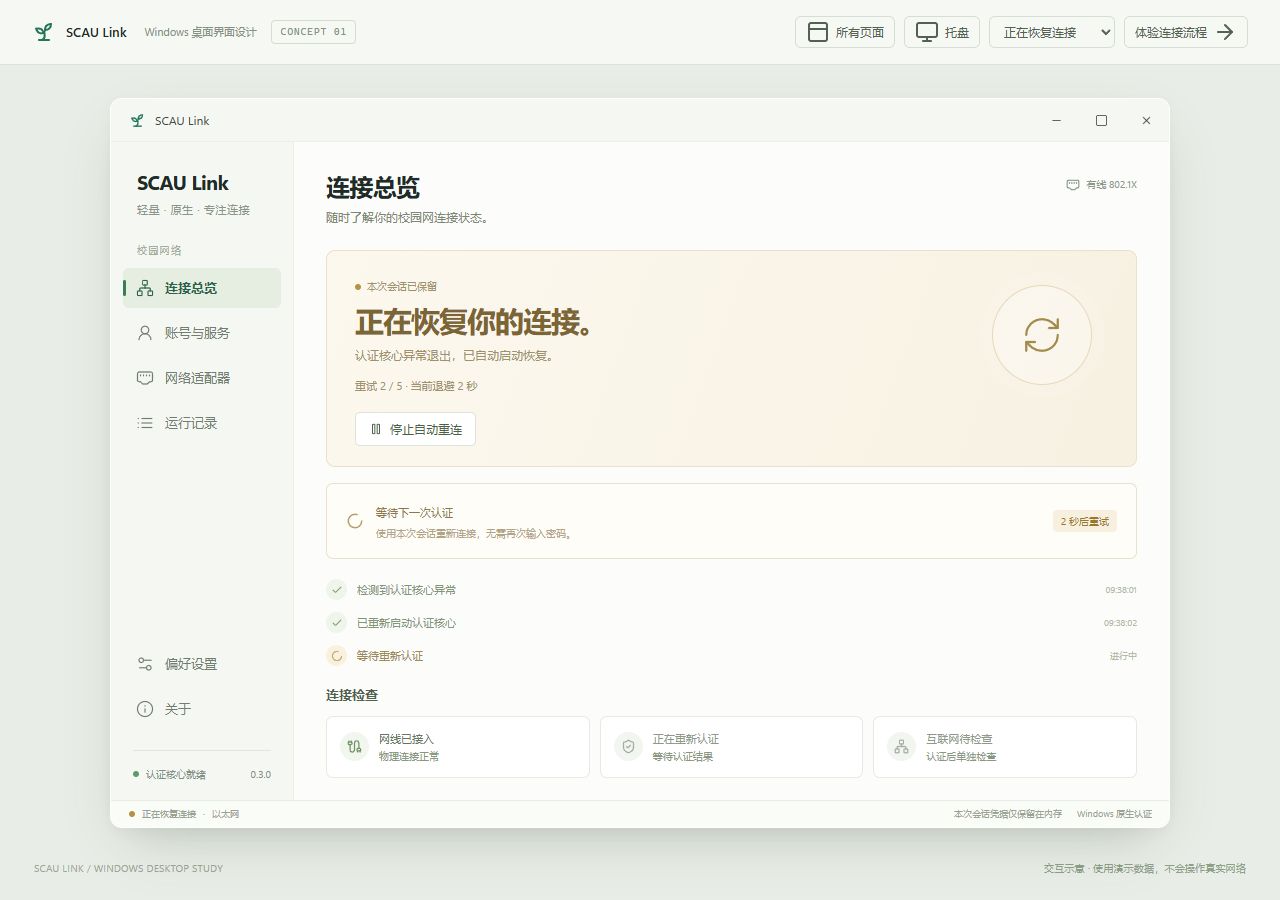 SCAU Link
Windows 桌面界面设计
CONCEPT 01
所有页面
托盘
正在恢复连接
体验连接流程
SCAU Link
SCAU Link
轻量 · 原生 · 专注连接
校园网络
连接总览
账号与服务
网络适配器
运行记录
偏好设置
关于
认证核心就绪
0.3.0
连接总览
随时了解你的校园网连接状态。
有线 802.1X
本次会话已保留
正在恢复你的连接。
认证核心异常退出，已自动启动恢复。
重试 2 / 5 · 当前退避 2 秒
停止自动重连
等待下一次认证
使用本次会话重新连接，无需再次输入密码。
2 秒后重试
检测到认证核心异常
09:38:01
已重新启动认证核心
09:38:02
等待重新认证
进行中
连接检查
网线已接入
物理连接正常
正在重新认证
等待认证结果
互联网待检查
认证后单独检查
正在恢复连接 · 以太网
本次会话凭据仅保留在内存
Windows 原生认证
SCAU LINK / WINDOWS DESKTOP STUDY
交互示意 · 使用演示数据，不会操作真实网络